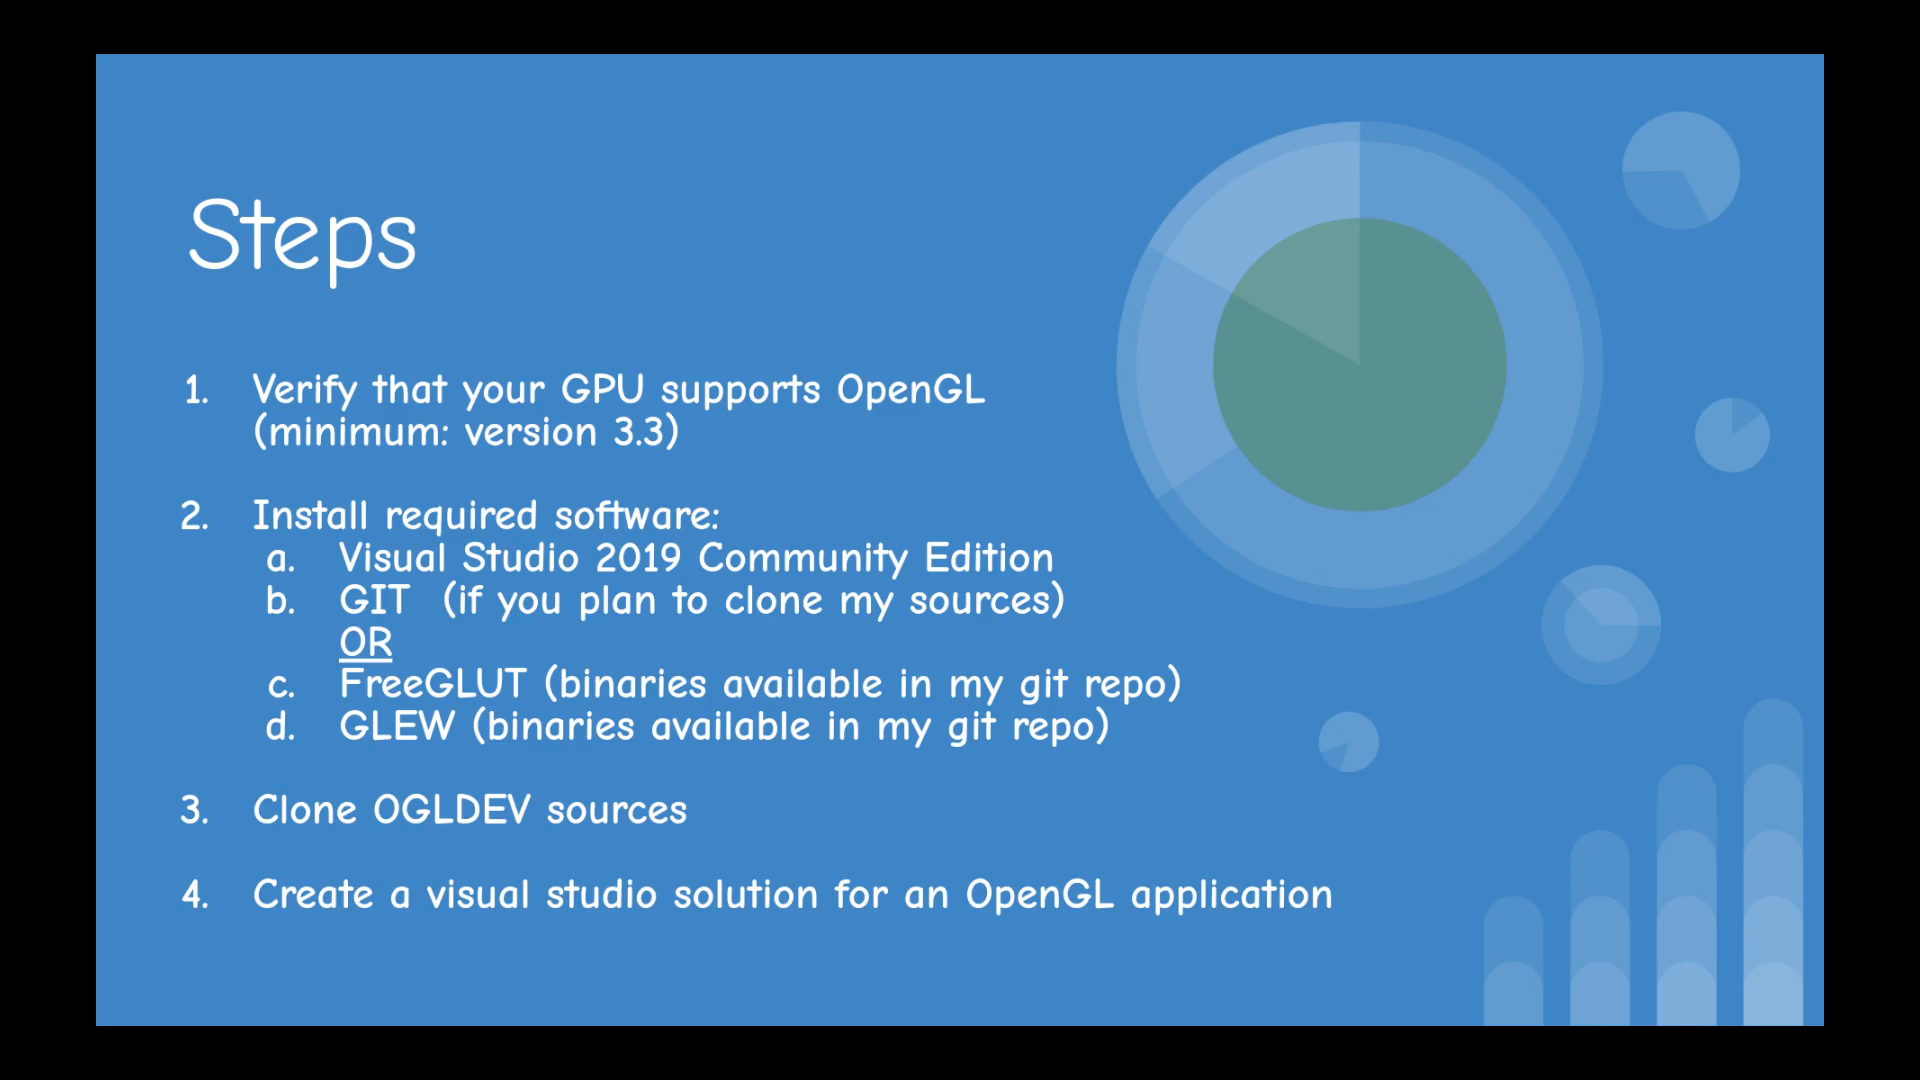 Steps
1. Verify that your GPU supports OpenGL
(minimum: version 3.3)
2. Install required software:
a. Visual Studio 2019 Community Edition
b. GIT (if you plan to clone my sources)
OR
c. FreeGLUT (binaries available in my git repo)
d. GLEW (binaries available in my git repo)
3. Clone OGLDEV sources
4. Create a visual studio solution for an OpenGL application